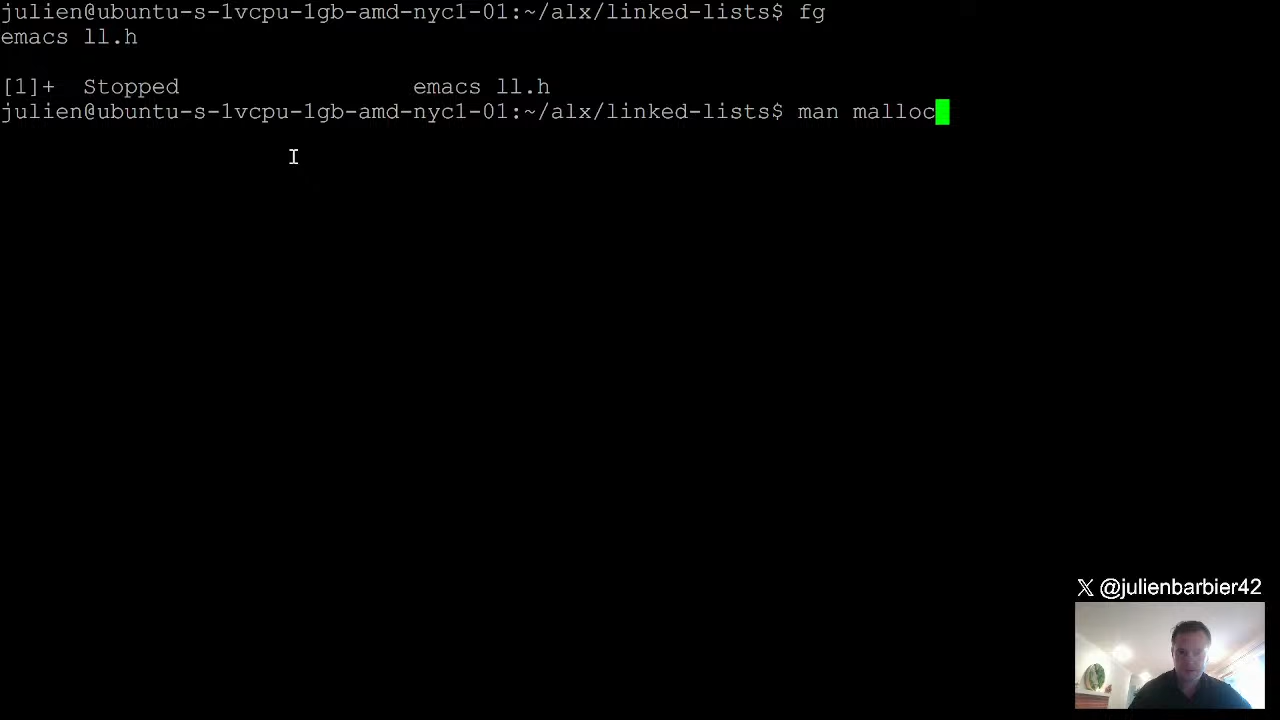 julien@ubuntu-s-1vcpu-1gb-amd-nyc1-01:~/alx/linked-lists$ fg
emacs ll.h
[1]+  Stopped                 emacs ll.h
julien@ubuntu-s-1vcpu-1gb-amd-nyc1-01:~/alx/linked-lists$ man malloc
𝕏 @julienbarbier42